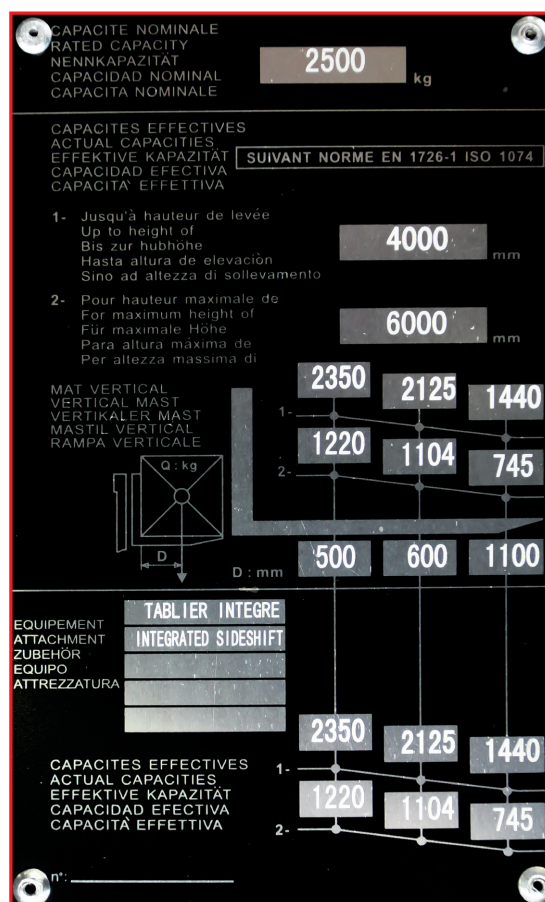 CAPACITE NOMINALE
RATED CAPACITY
NENNKAPAZITÄT
CAPACIDAD NOMINAL
CAPACITA NOMINALE
2500
kg
CAPACITES EFFECTIVES
ACTUAL CAPACITIES
EFFEKTIVE KAPAZITÄT
CAPACIDAD EFECTIVA
CAPACITÀ EFFETTIVA
SUIVANT NORME EN 1726-1 ISO 1074
1- Jusqu'à hauteur de levée
Up to height of
Bis zur hubhöhe
Hasta altura de elevaciòn
Sino ad altezza di sollevamento
4000
mm
2- Pour hauteur maximale de
For maximum height of
Für maximale Höhe
Para altura máxima de
Per altezza massima di
6000
mm
MAT VERTICAL
VERTICAL MAST
VERTIKALER MAST
MASTIL VERTICAL
RAMPA VERTICALE
1- 2350 2125 1440
2- 1220 1104 745
Q : kg
D
D : mm 500 600 1100
EQUIPEMENT
ATTACHMENT
ZUBEHÖR
EQUIPO
ATTREZZATURA
TABLIER INTEGRE
INTEGRATED SIDESHIFT
CAPACITES EFFECTIVES
ACTUAL CAPACITIES
EFFEKTIVE KAPAZITÄT
CAPACIDAD EFECTIVA
CAPACITÀ EFFETTIVA
1- 2350 2125 1440
2- 1220 1104 745
n°: